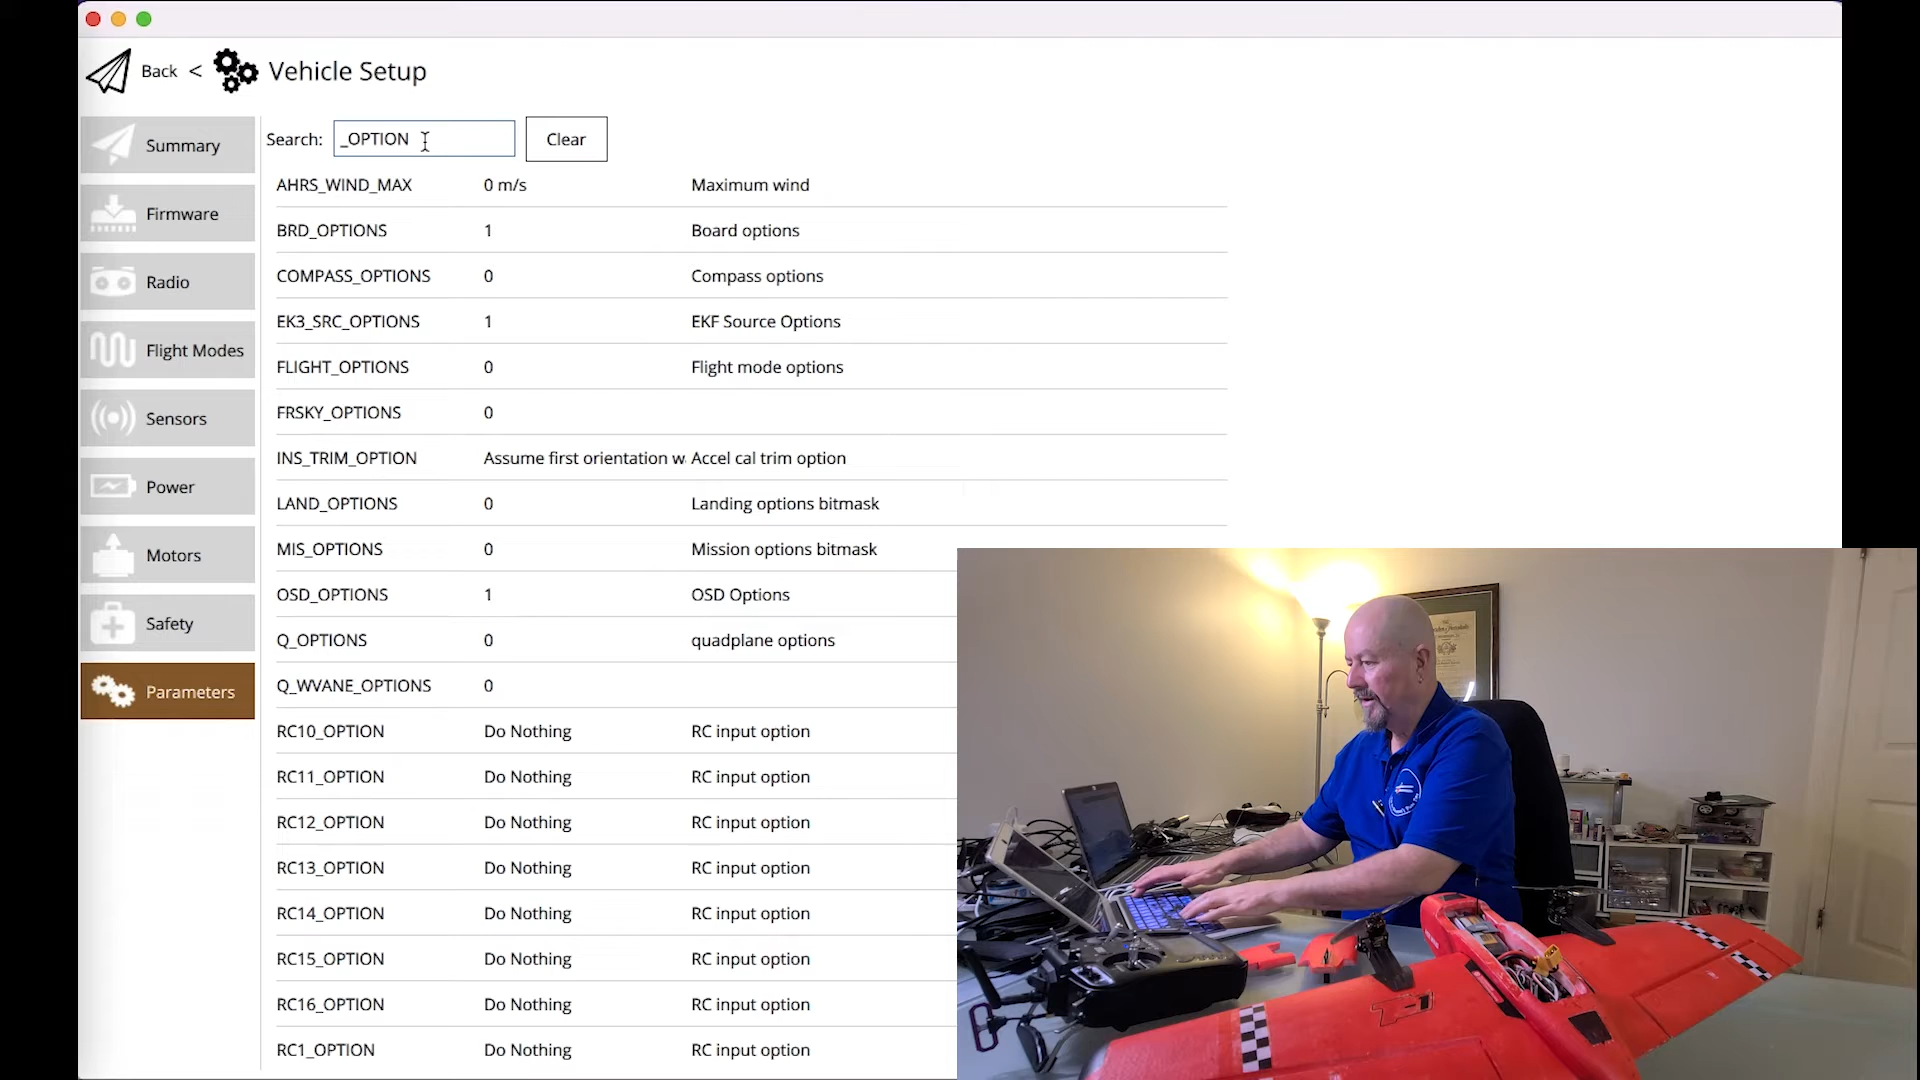 Back < Vehicle Setup
Summary
Firmware
Radio
Flight Modes
Sensors
Power
Motors
Safety
Parameters
Search: _OPTION Clear
AHRS_WIND_MAX 0 m/s Maximum wind
BRD_OPTIONS 1 Board options
COMPASS_OPTIONS 0 Compass options
EK3_SRC_OPTIONS 1 EKF Source Options
FLIGHT_OPTIONS 0 Flight mode options
FRSKY_OPTIONS 0
INS_TRIM_OPTION Assume first orientation w Accel cal trim option
LAND_OPTIONS 0 Landing options bitmask
MIS_OPTIONS 0 Mission options bitmask
OSD_OPTIONS 1 OSD Options
Q_OPTIONS 0 quadplane options
Q_WVANE_OPTIONS 0
RC10_OPTION Do Nothing RC input option
RC11_OPTION Do Nothing RC input option
RC12_OPTION Do Nothing RC input option
RC13_OPTION Do Nothing RC input option
RC14_OPTION Do Nothing RC input option
RC15_OPTION Do Nothing RC input option
RC16_OPTION Do Nothing RC input option
RC1_OPTION Do Nothing RC input option